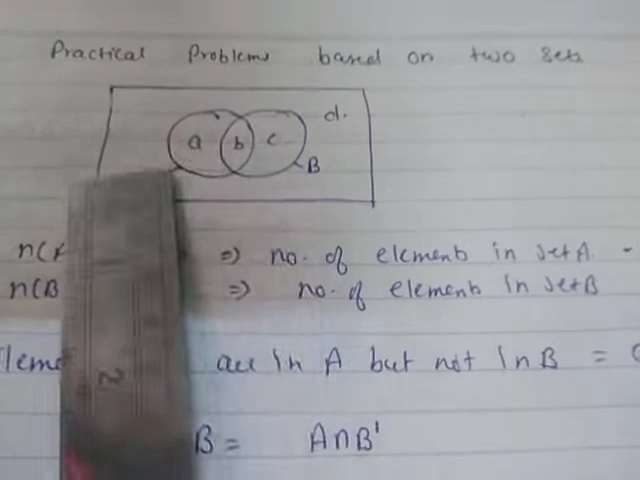 Practical Problems based on two sets
a b c d.
B
n(A => no. of elements in set A. -
n(B => no. of elements in set B
are in A but not in B =
B = A∩B'